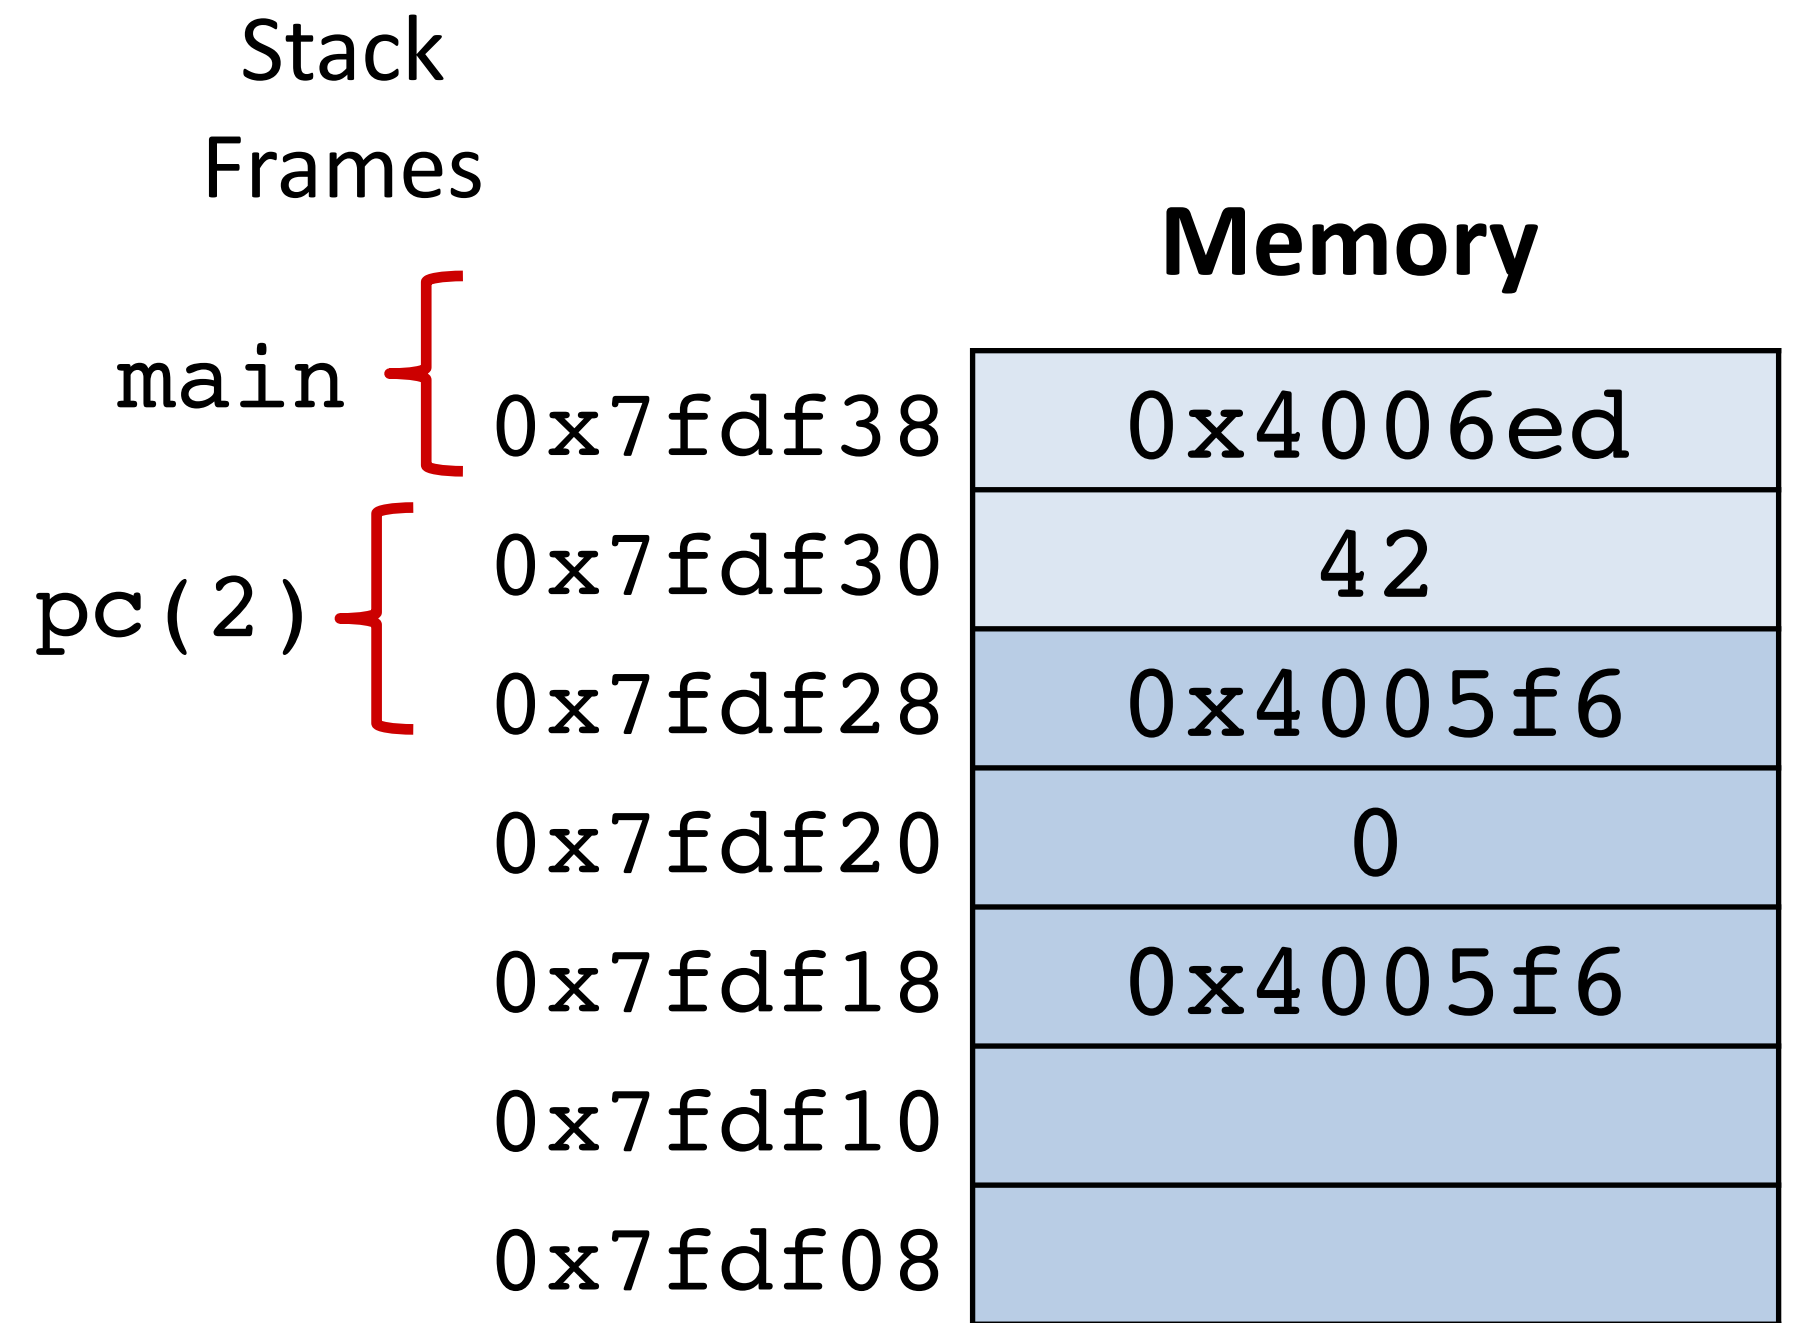 Stack
Frames
Memory
main
0x7fdf38 0x4006ed
0x7fdf30 42
pc(2)
0x7fdf28 0x4005f6
0x7fdf20 0
0x7fdf18 0x4005f6
0x7fdf10
0x7fdf08